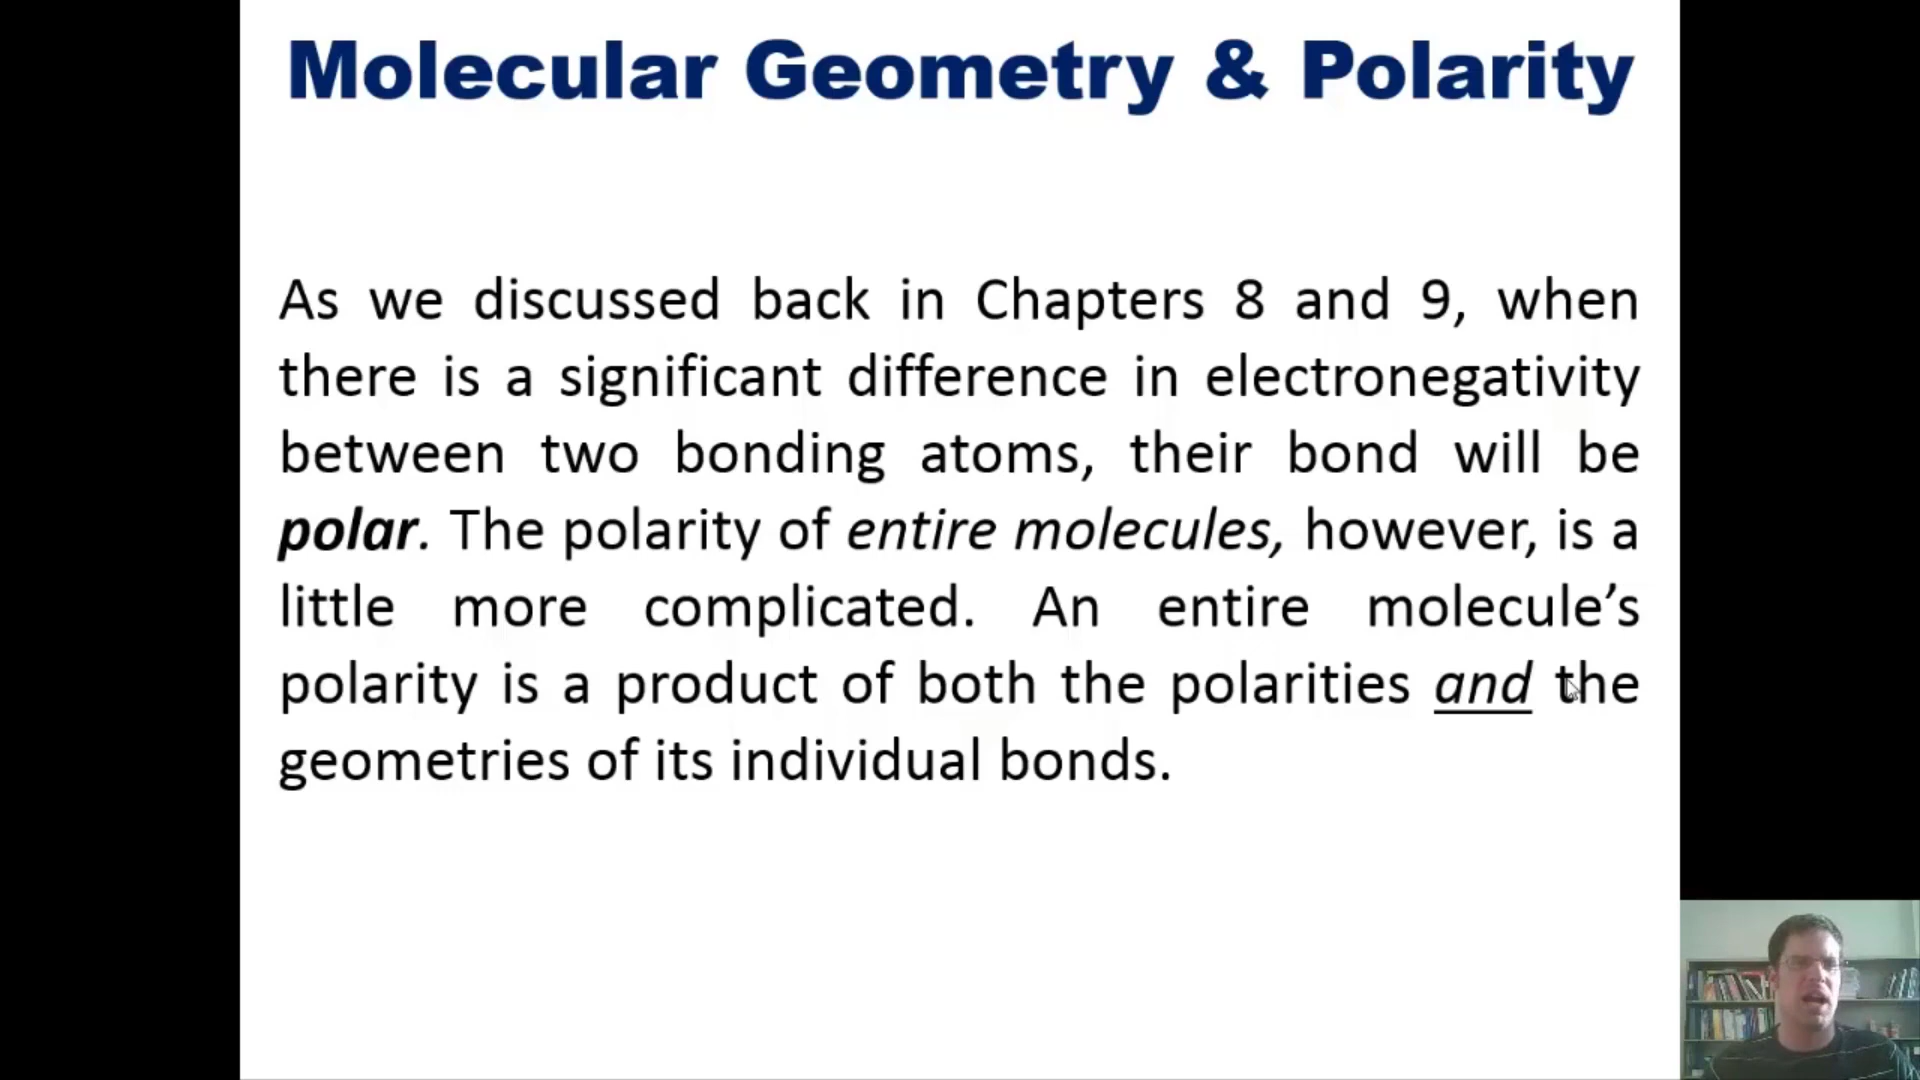 Molecular Geometry & Polarity
As we discussed back in Chapters 8 and 9, when
there is a significant difference in electronegativity
between two bonding atoms, their bond will be
polar. The polarity of entire molecules, however, is a
little more complicated. An entire molecule’s
polarity is a product of both the polarities and the
geometries of its individual bonds.